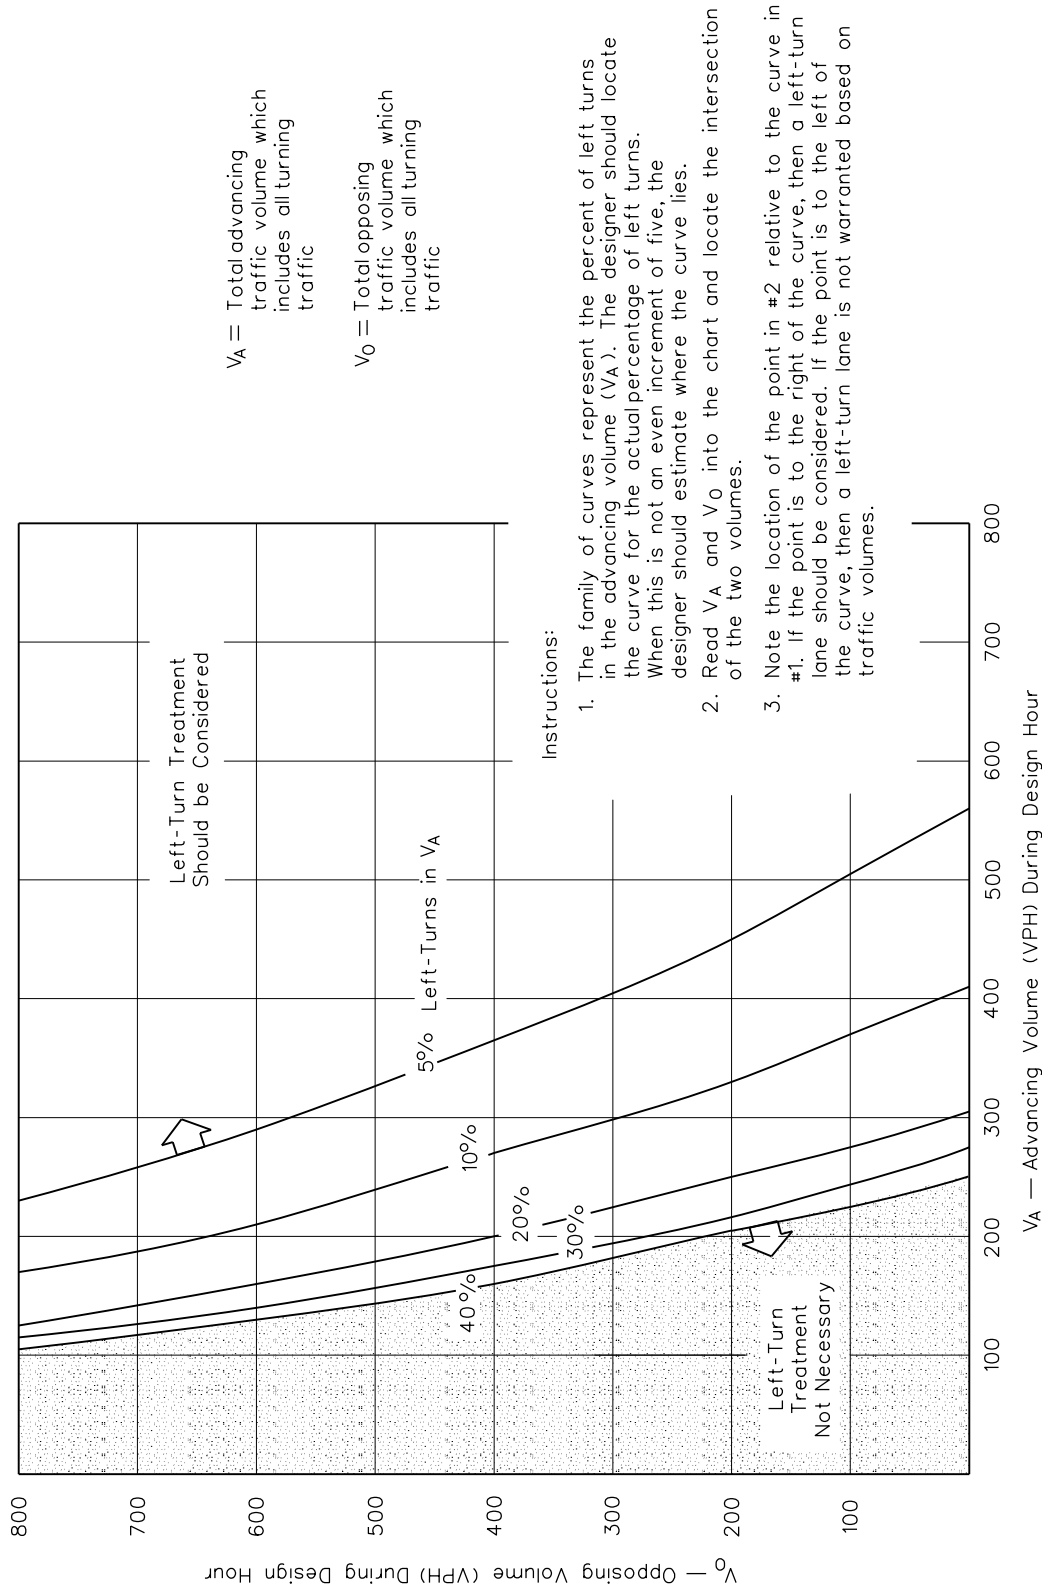 V_A = Total advancing
traffic volume which
includes all turning
traffic
V_O = Total opposing
traffic volume which
includes all turning
traffic
Left-Turn Treatment
Should be Considered
5% Left-Turns in V_A
10%
20%
30%
40%
Left-Turn
Treatment
Not Necessary
Instructions:
1. The family of curves represent the percent of left turns
in the advancing volume (V_A). The designer should locate
the curve for the actual percentage of left turns.
When this is not an even increment of five, the
designer should estimate where the curve lies.
2. Read V_A and V_O into the chart and locate the intersection
of the two volumes.
3. Note the location of the point in #2 relative to the curve in
#1. If the point is to the right of the curve, then a left-turn
lane should be considered. If the point is to the left of
the curve, then a left-turn lane is not warranted based on
traffic volumes.
800
700
600
500
400
300
200
100
V_O — Opposing Volume (VPH) During Design Hour
100
200
300
400
500
600
700
800
V_A — Advancing Volume (VPH) During Design Hour